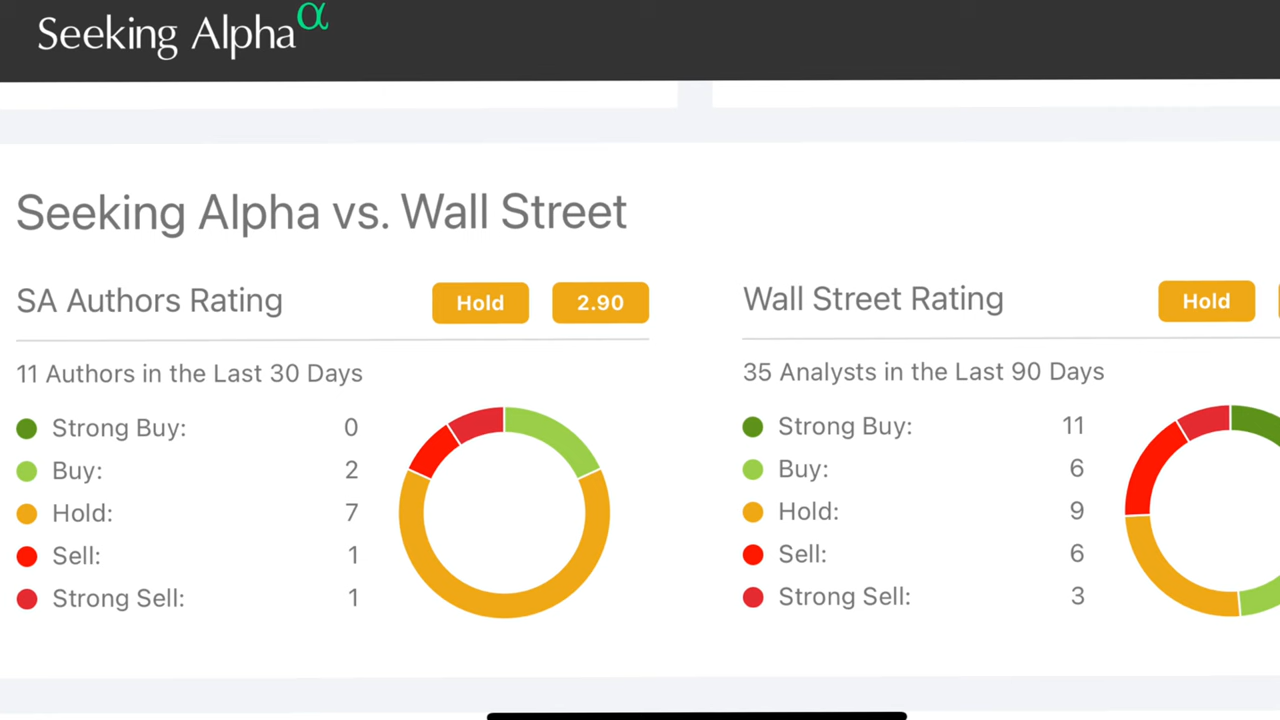 Seeking Alphaα
Seeking Alpha vs. Wall Street
SA Authors Rating Hold 2.90
11 Authors in the Last 30 Days
Strong Buy: 0
Buy: 2
Hold: 7
Sell: 1
Strong Sell: 1
Wall Street Rating Hold
35 Analysts in the Last 90 Days
Strong Buy: 11
Buy: 6
Hold: 9
Sell: 6
Strong Sell: 3